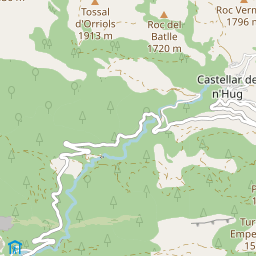 Tossal
d'Orriols
1913 m
Roc del
Batlle
1720 m
Roc Verm
1796 m
Castellar de
n'Hug
Tur
Empe
15